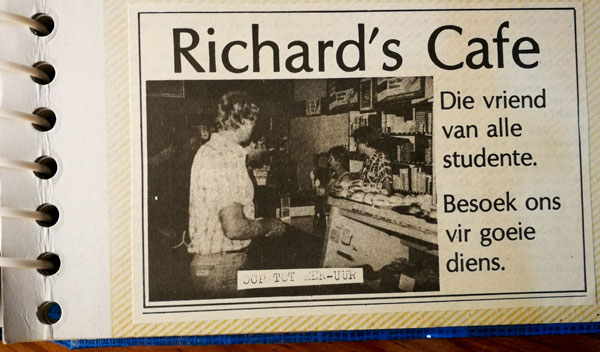 Richard's Cafe
Die vriend
van alle
studente.
Besoek ons
vir goeie
diens.
OOP TOT